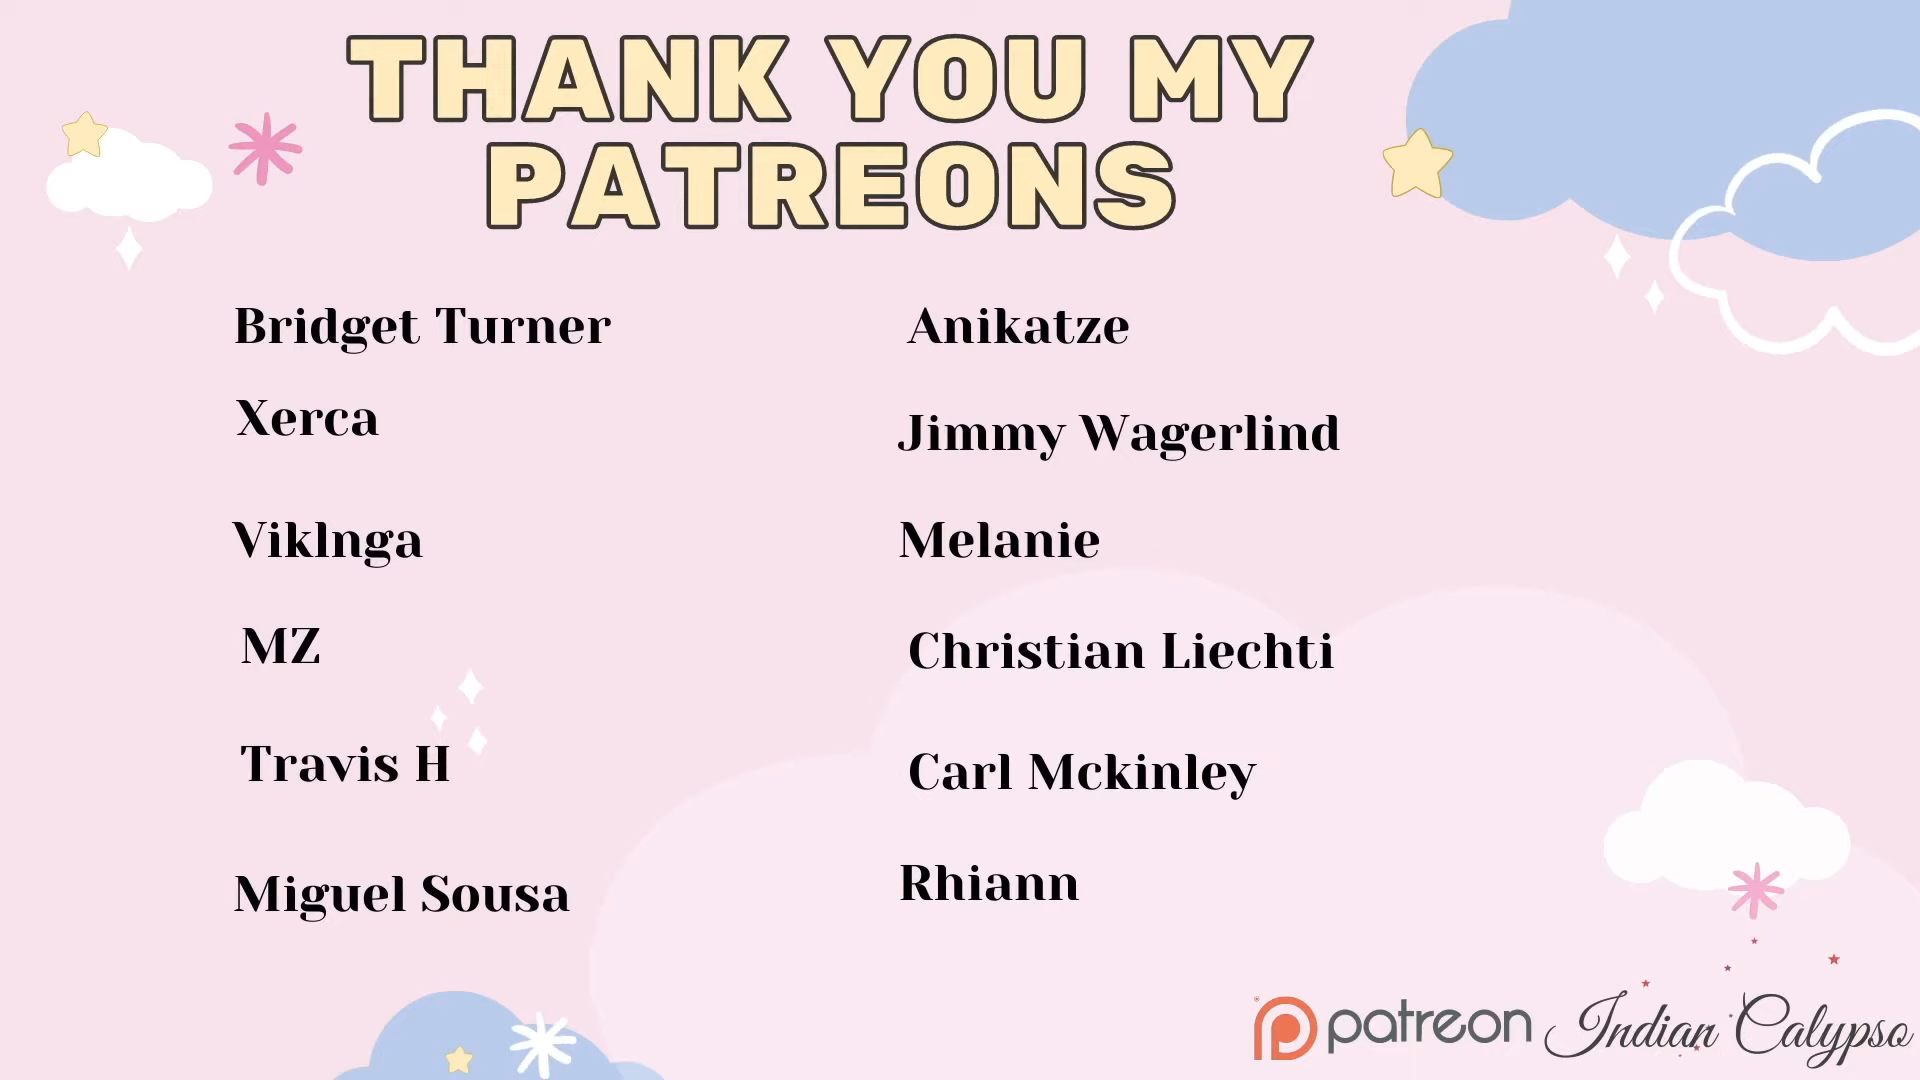 THANK YOU MY
PATREONS
Bridget Turner
Xerca
Viklnga
MZ
Travis H
Miguel Sousa
Anikatze
Jimmy Wagerlind
Melanie
Christian Liechti
Carl Mckinley
Rhiann
patreon
Indian Calypso